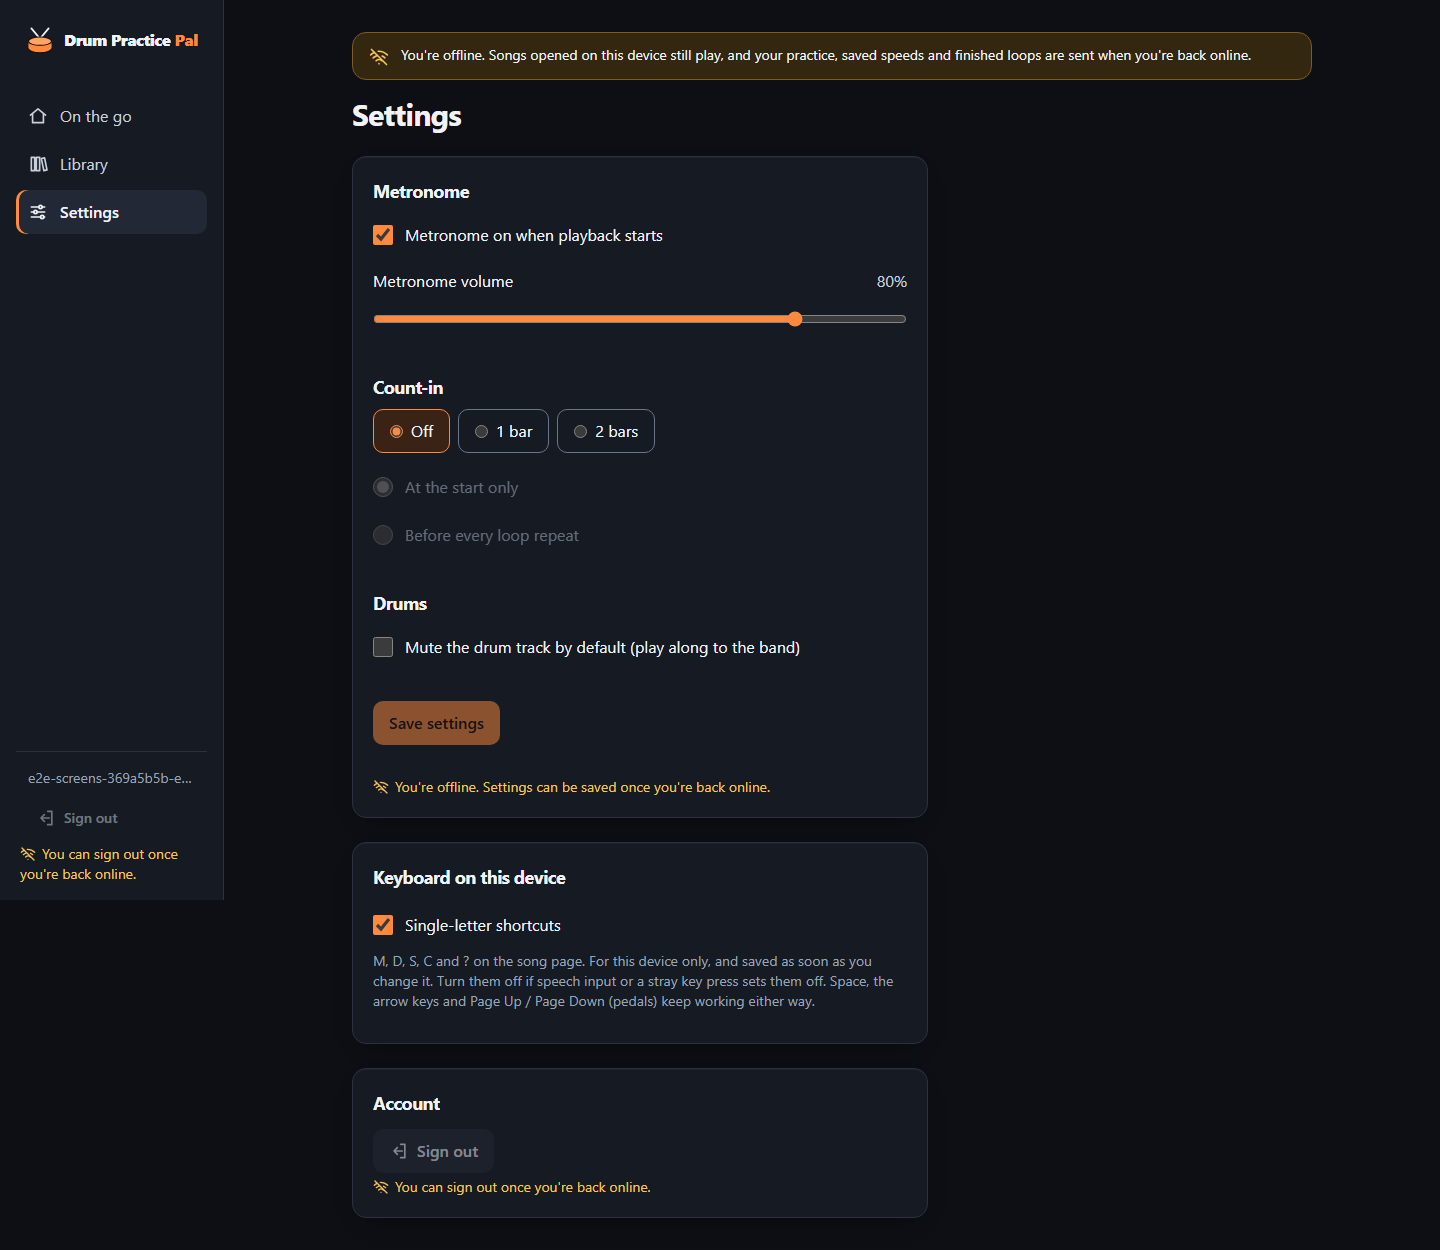 Drum Practice Pal
On the go
Library
Settings
e2e-screens-369a5b5b-e...
Sign out
You can sign out once
you're back online.
You're offline. Songs opened on this device still play, and your practice, saved speeds and finished loops are sent when you're back online.
Settings
Metronome
Metronome on when playback starts
Metronome volume 80%
Count-in
Off 1 bar 2 bars
At the start only
Before every loop repeat
Drums
Mute the drum track by default (play along to the band)
Save settings
You're offline. Settings can be saved once you're back online.
Keyboard on this device
Single-letter shortcuts
M, D, S, C and ? on the song page. For this device only, and saved as soon as you
change it. Turn them off if speech input or a stray key press sets them off. Space, the
arrow keys and Page Up / Page Down (pedals) keep working either way.
Account
Sign out
You can sign out once you're back online.